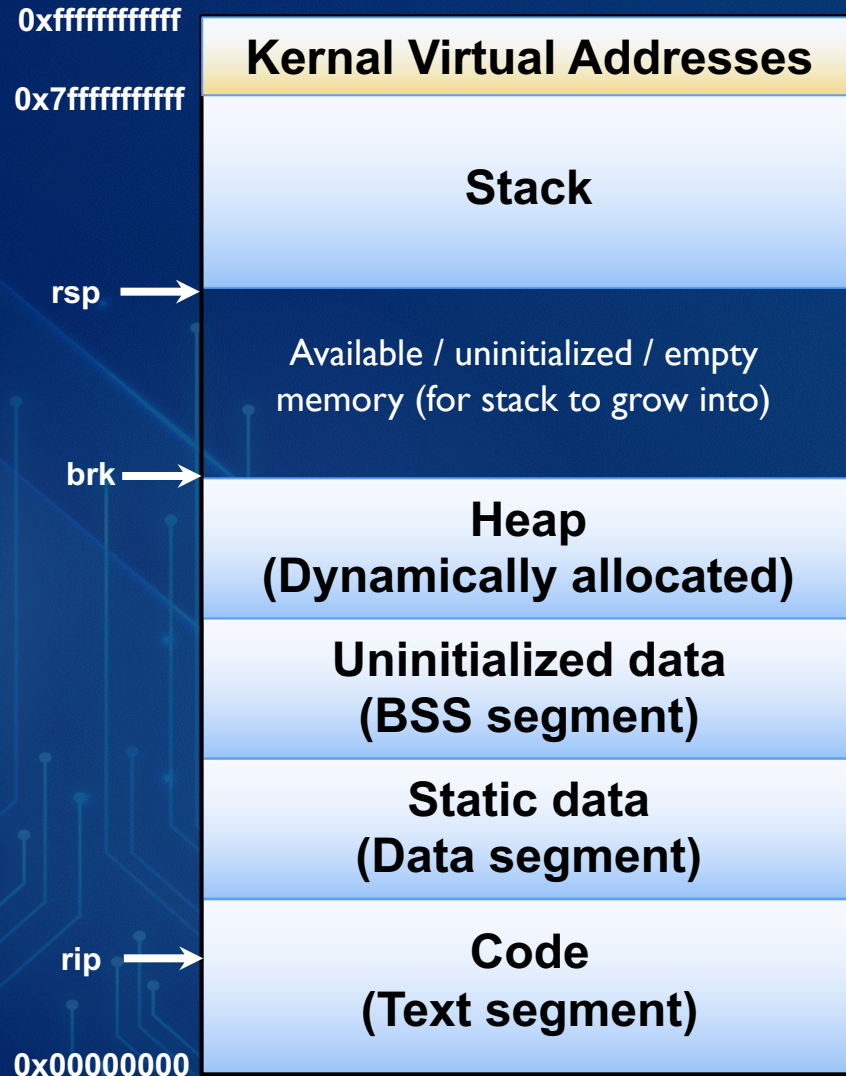 0xffffffffffff
Kernal Virtual Addresses
0x7fffffffffff
Stack
rsp
Available / uninitialized / empty
memory (for stack to grow into)
brk
Heap
(Dynamically allocated)
Uninitialized data
(BSS segment)
Static data
(Data segment)
rip
Code
(Text segment)
0x00000000